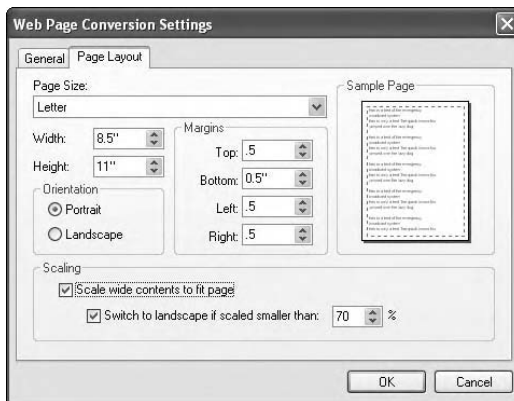 Web Page Conversion Settings
General Page Layout
Page Size:
Letter
Width: 8.5"
Height: 11"
Orientation
Portrait
Landscape
Margins
Top: .5
Bottom: 0.5"
Left: .5
Right: .5
Sample Page
Scaling
Scale wide contents to fit page
Switch to landscape if scaled smaller than: 70 %
OK Cancel